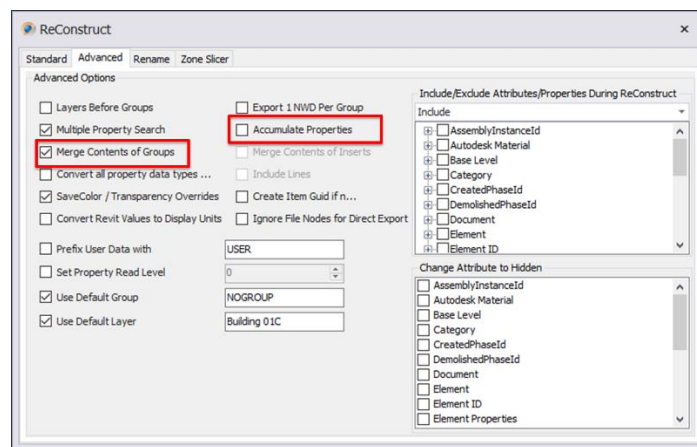 ReConstruct
Standard Advanced Rename Zone Slicer
Advanced Options
Layers Before Groups
Export 1 NWD Per Group
Multiple Property Search
Accumulate Properties
Merge Contents of Groups
Merge Contents of Inserts
Convert all property data types ...
Include Lines
SaveColor / Transparency Overrides
Create Item Guid if n...
Convert Revit Values to Display Units
Ignore File Nodes for Direct Export
Prefix User Data with
USER
Set Property Read Level
0
Use Default Group
NOGROUP
Use Default Layer
Building 01C
Include/Exclude Attributes/Properties During ReConstruct
Include
AssemblyInstanceId
Autodesk Material
Base Level
Category
CreatedPhaseId
DemolishedPhaseId
Document
Element
Element ID
Change Attribute to Hidden
AssemblyInstanceId
Autodesk Material
Base Level
Category
CreatedPhaseId
DemolishedPhaseId
Document
Element
Element ID
Element Properties